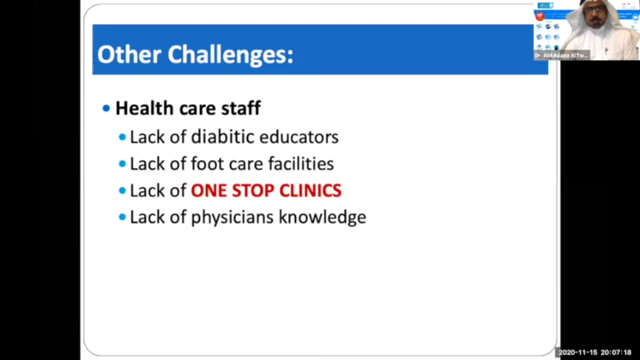 Other Challenges:
Health care staff
Lack of diabitic educators
Lack of foot care facilities
Lack of ONE STOP CLINICS
Lack of physicians knowledge
2020-11-15 20:07:18